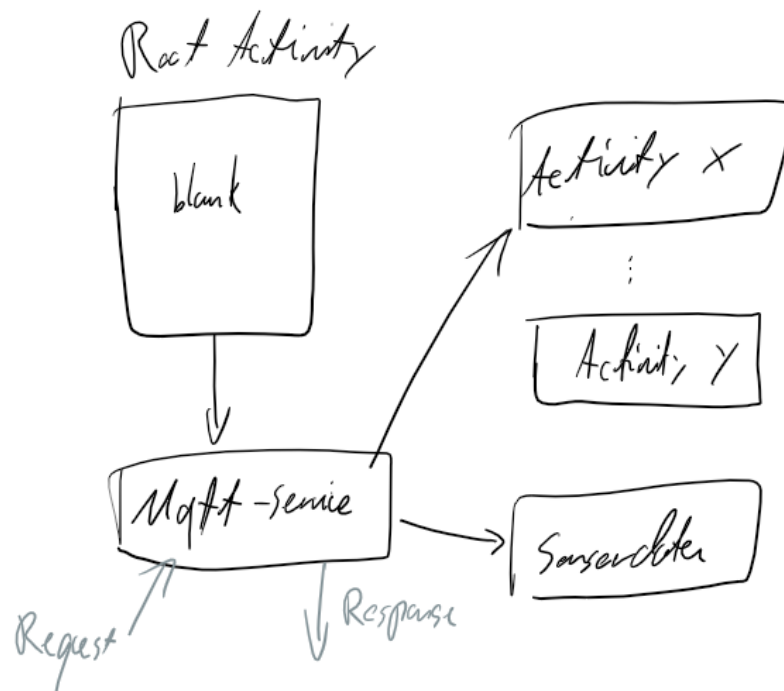 Root Activity
blank
Activity X
Activity Y
Mqtt-service
Sensordaten
Request
Response